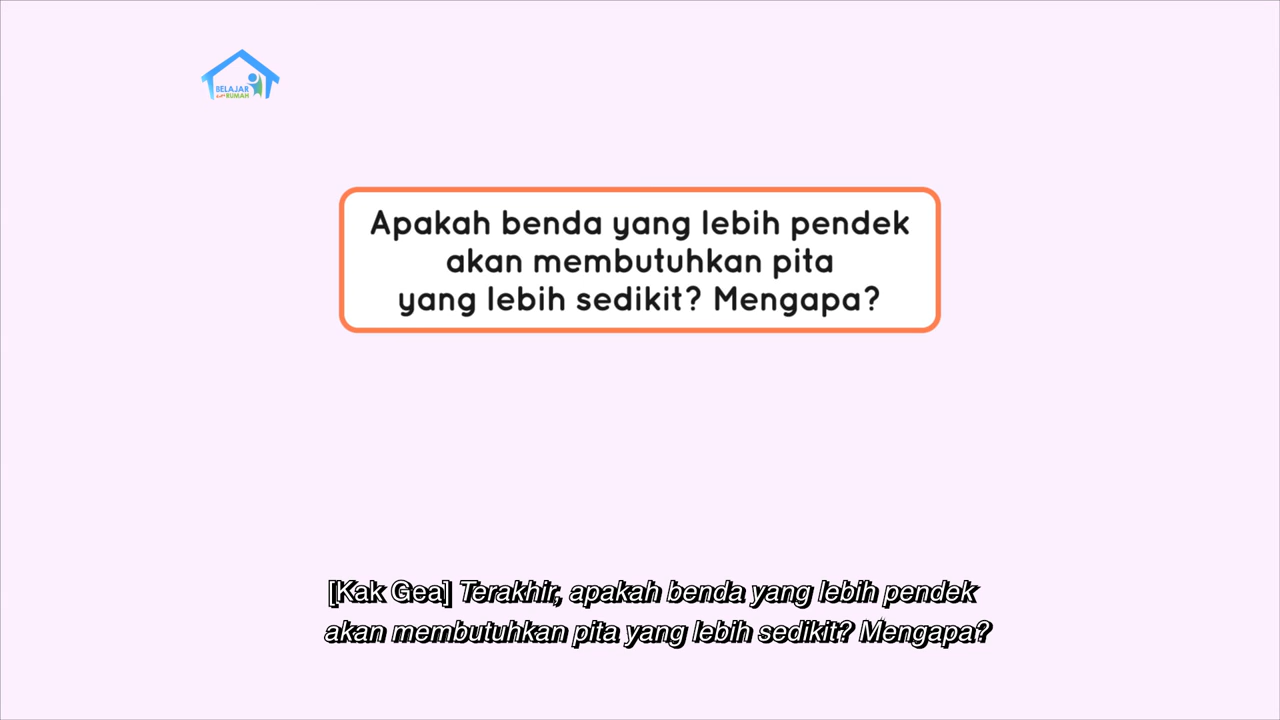 BELAJAR
dari RUMAH
Apakah benda yang lebih pendek
akan membutuhkan pita
yang lebih sedikit? Mengapa?
[Kak Gea] Terakhir, apakah benda yang lebih pendek
akan membutuhkan pita yang lebih sedikit? Mengapa?